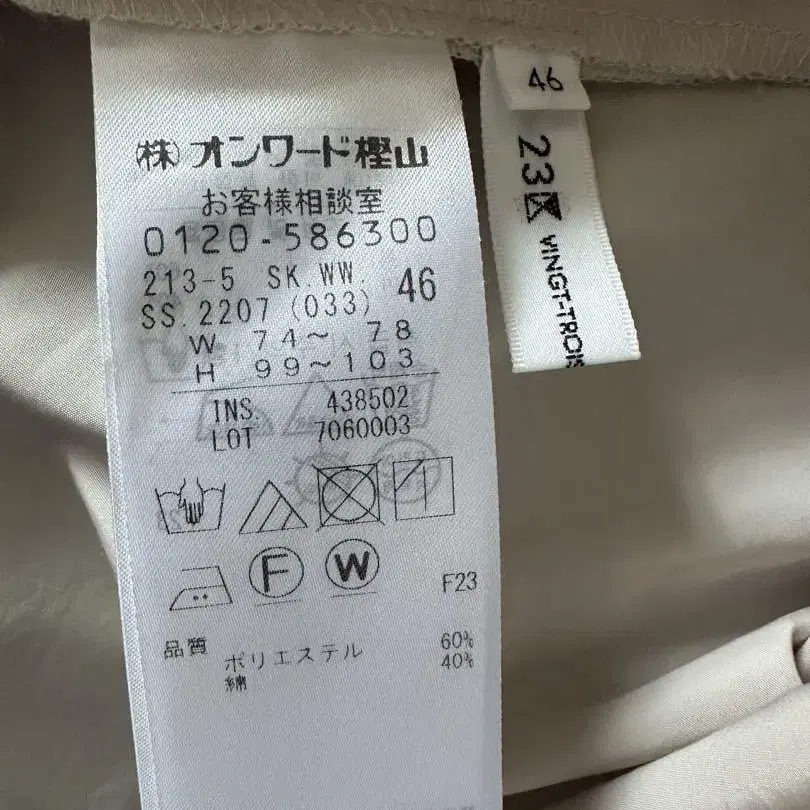 (株)オンワード樫山
お客様相談室
0120-586300
213-5 SK.WW. 46
SS.2207 (033)
W 74~ 78
H 99~103
INS. 438502
LOT 7060003
F
W
F23
品質 ポリエステル 60%
綿 40%
46
23区
VINGT-TROIS